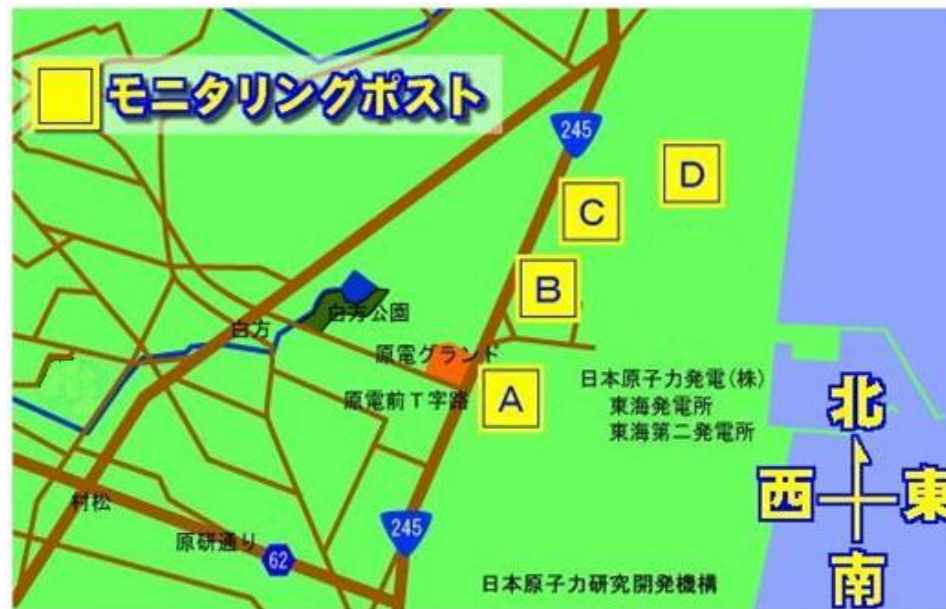 モニタリングポスト
245
D
C
B
白方
白方公園
原電グランド
A
原電前T字路
日本原子力発電(株)
東海発電所
東海第二発電所
北
西
東
南
村松
245
原研通り
62
日本原子力研究開発機構